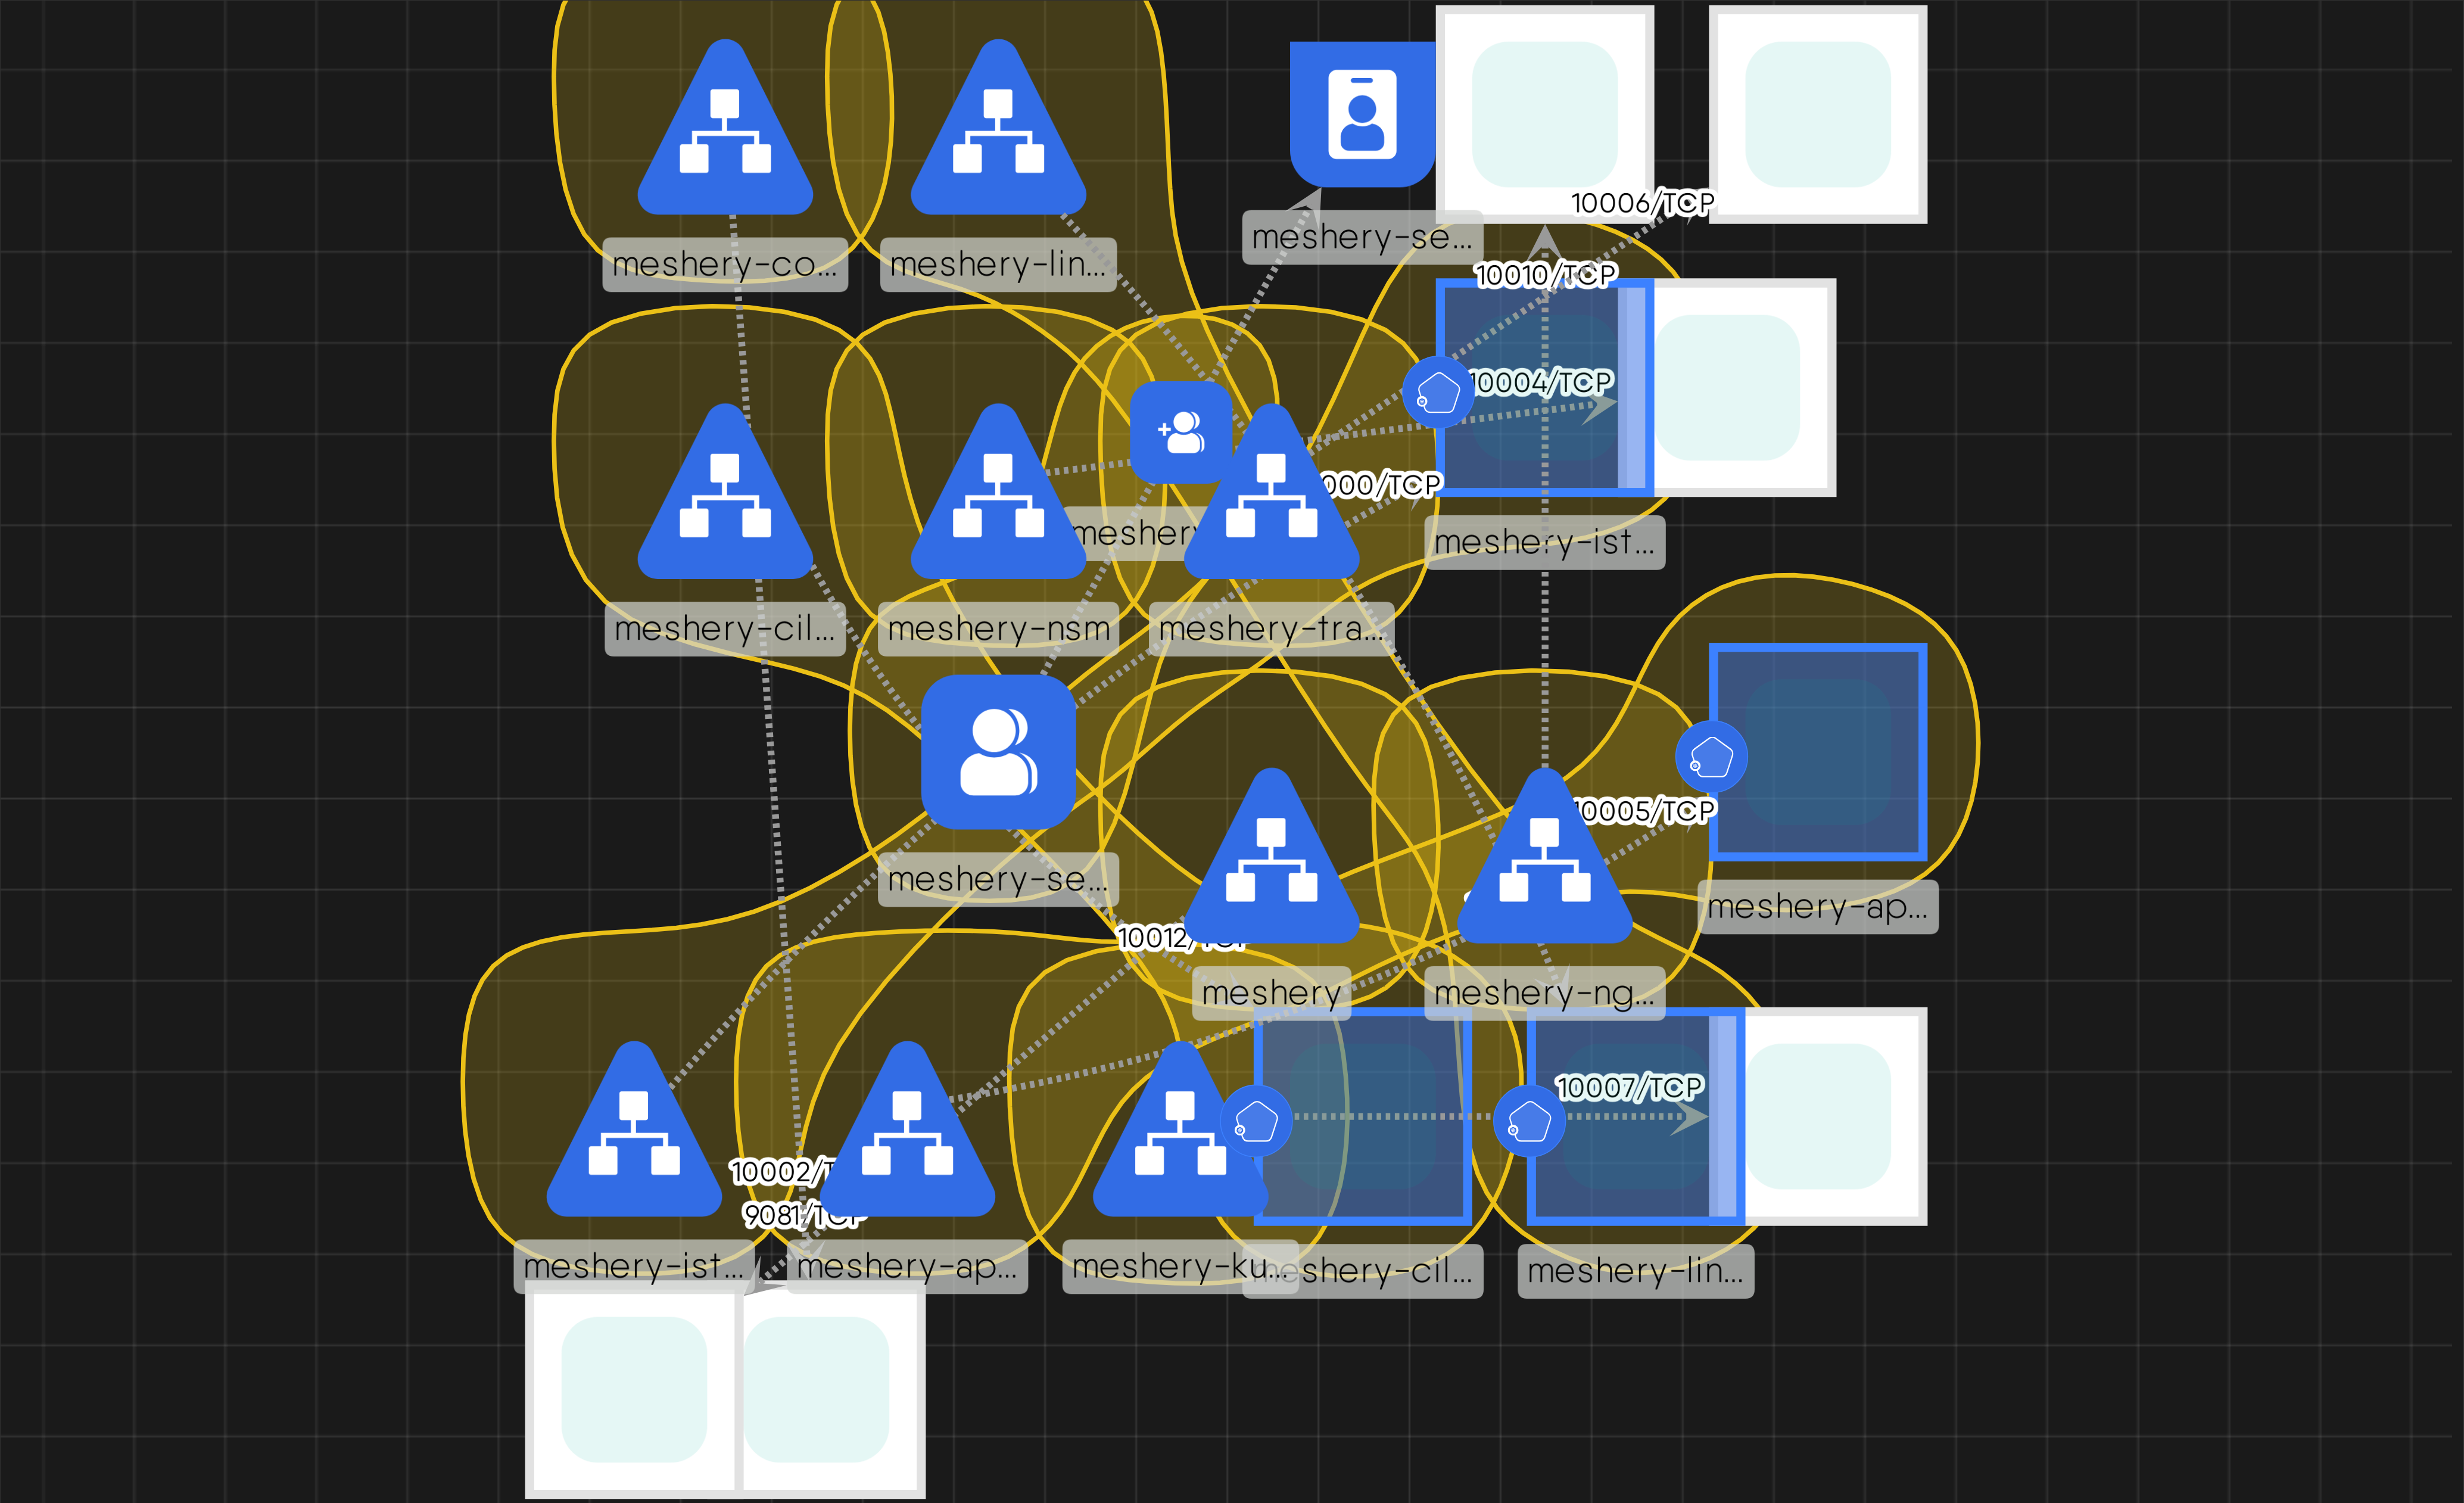 meshery-se...
10006/TCP
meshery-co...
meshery-lin...
10010/TCP
10004/TCP
000/TCP
meshery
meshery-ist...
meshery-cil...
meshery-nsm
meshery-tra...
10005/TCP
meshery-se...
meshery-ap...
10012/TCP
meshery
meshery-ng...
10007/TCP
10002/T
9081/TCP
meshery-ist...
meshery-ap...
meshery-ku...
eshery-cil...
meshery-lin...